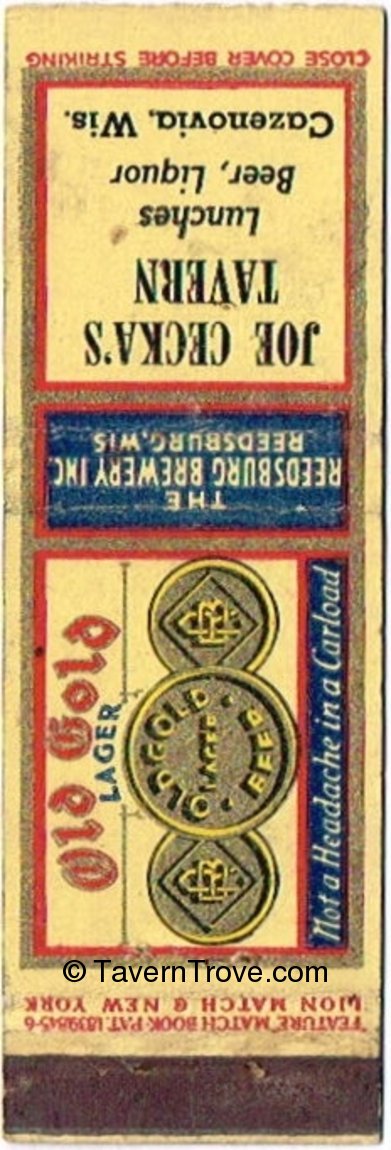 CLOSE COVER BEFORE STRIKING
JOE CECKA'S
TAVERN
Lunches
Beer, Liquor
Cazenovia, Wis.
THE
REEDSBURG BREWERY INC.
REEDSBURG, WIS
Old Gold
LAGER
OLD GOLD
LAGER
BEER
Not a Headache in a Carload
© TavernTrove.com
FEATURE MATCH BOOK-PAT. 1839845-6
LION MATCH © NEW YORK